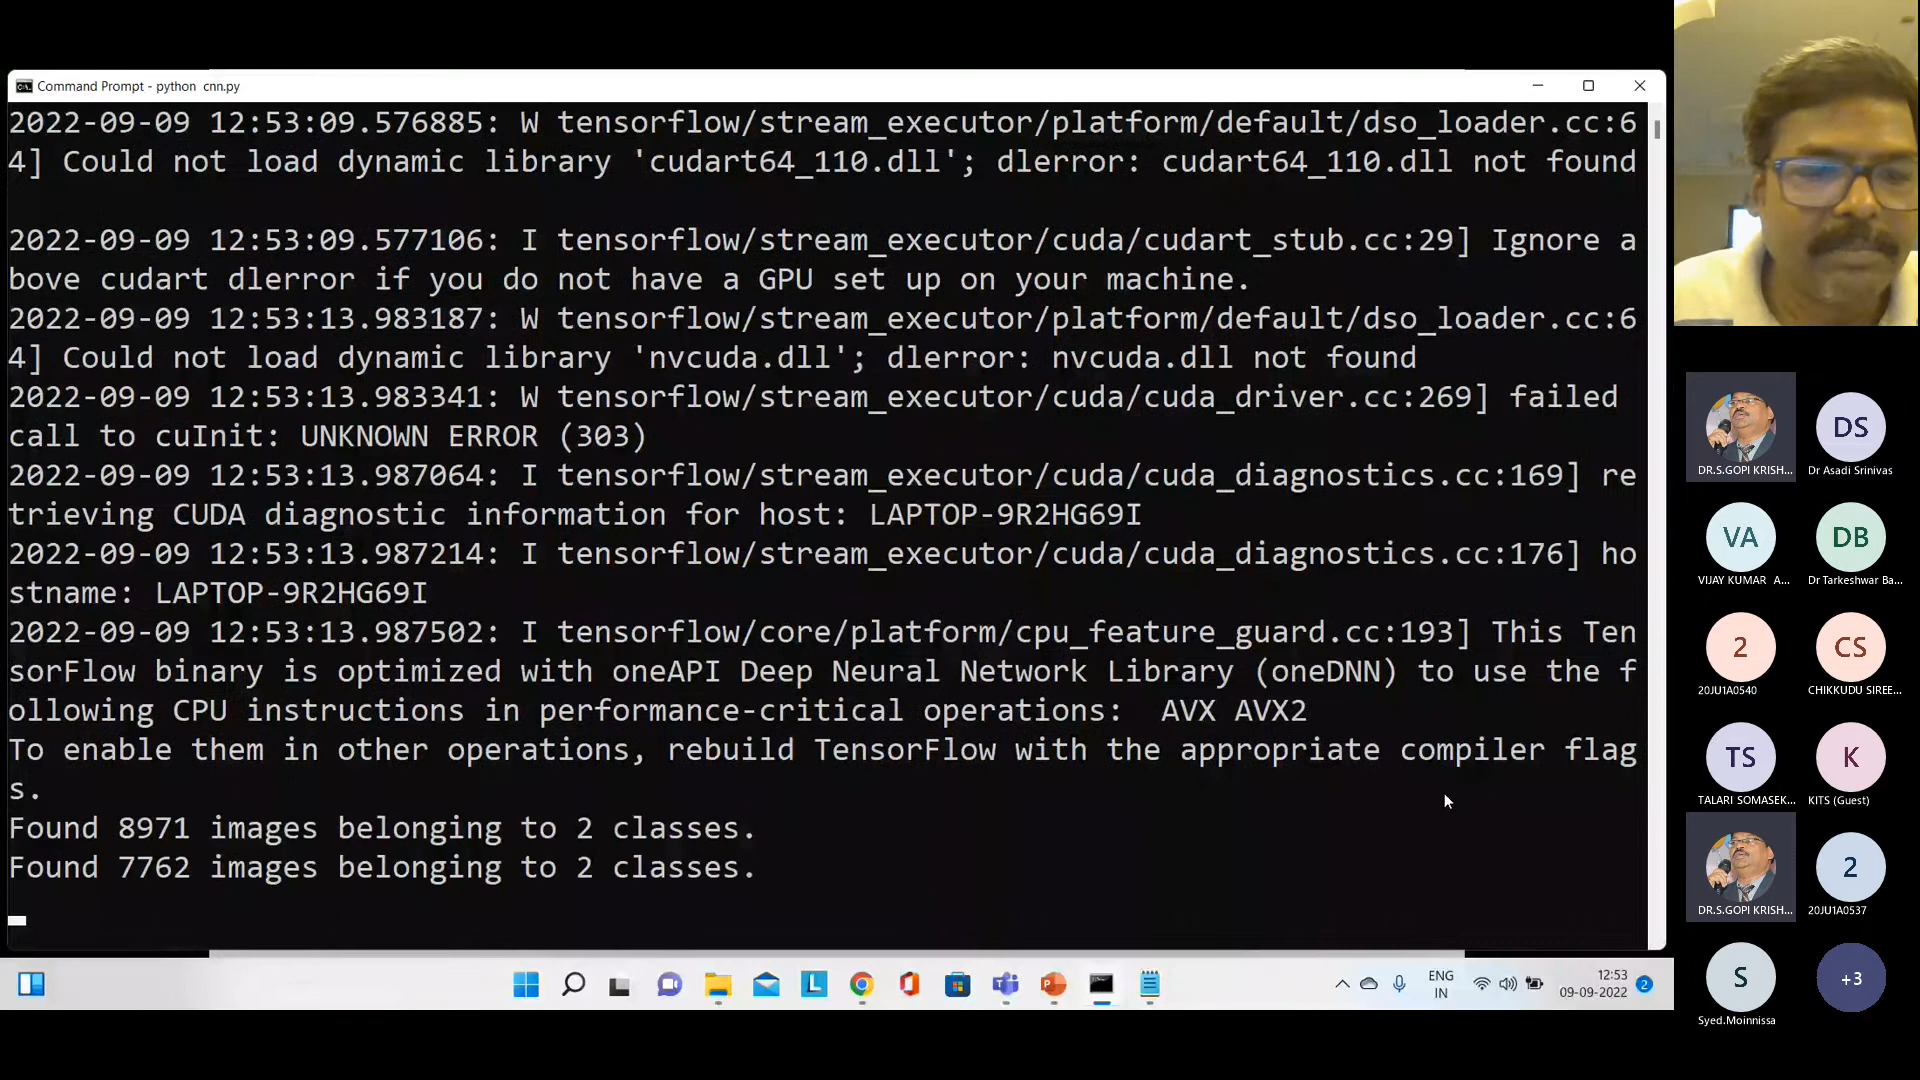 Command Prompt - python  cnn.py
2022-09-09 12:53:09.576885: W tensorflow/stream_executor/platform/default/dso_loader.cc:6
4] Could not load dynamic library 'cudart64_110.dll'; dlerror: cudart64_110.dll not found
2022-09-09 12:53:09.577106: I tensorflow/stream_executor/cuda/cudart_stub.cc:29] Ignore a
bove cudart dlerror if you do not have a GPU set up on your machine.
2022-09-09 12:53:13.983187: W tensorflow/stream_executor/platform/default/dso_loader.cc:6
4] Could not load dynamic library 'nvcuda.dll'; dlerror: nvcuda.dll not found
2022-09-09 12:53:13.983341: W tensorflow/stream_executor/cuda/cuda_driver.cc:269] failed
call to cuInit: UNKNOWN ERROR (303)
2022-09-09 12:53:13.987064: I tensorflow/stream_executor/cuda/cuda_diagnostics.cc:169] re
trieving CUDA diagnostic information for host: LAPTOP-9R2HG69I
2022-09-09 12:53:13.987214: I tensorflow/stream_executor/cuda/cuda_diagnostics.cc:176] ho
stname: LAPTOP-9R2HG69I
2022-09-09 12:53:13.987502: I tensorflow/core/platform/cpu_feature_guard.cc:193] This Ten
sorFlow binary is optimized with oneAPI Deep Neural Network Library (oneDNN) to use the f
ollowing CPU instructions in performance-critical operations:  AVX AVX2
To enable them in other operations, rebuild TensorFlow with the appropriate compiler flag
s.
Found 8971 images belonging to 2 classes.
Found 7762 images belonging to 2 classes.
L
ENG
IN
12:53
09-09-2022
2
DR.S.GOPI KRISH...
DS
Dr Asadi Srinivas
VA
VIJAY KUMAR  A...
DB
Dr Tarkeshwar Ba...
2
20JU1A0540
CS
CHIKKUDU SIREE...
TS
TALARI SOMASEK...
K
KITS (Guest)
DR.S.GOPI KRISH...
2
20JU1A0537
S
Syed.Moinnissa
+3